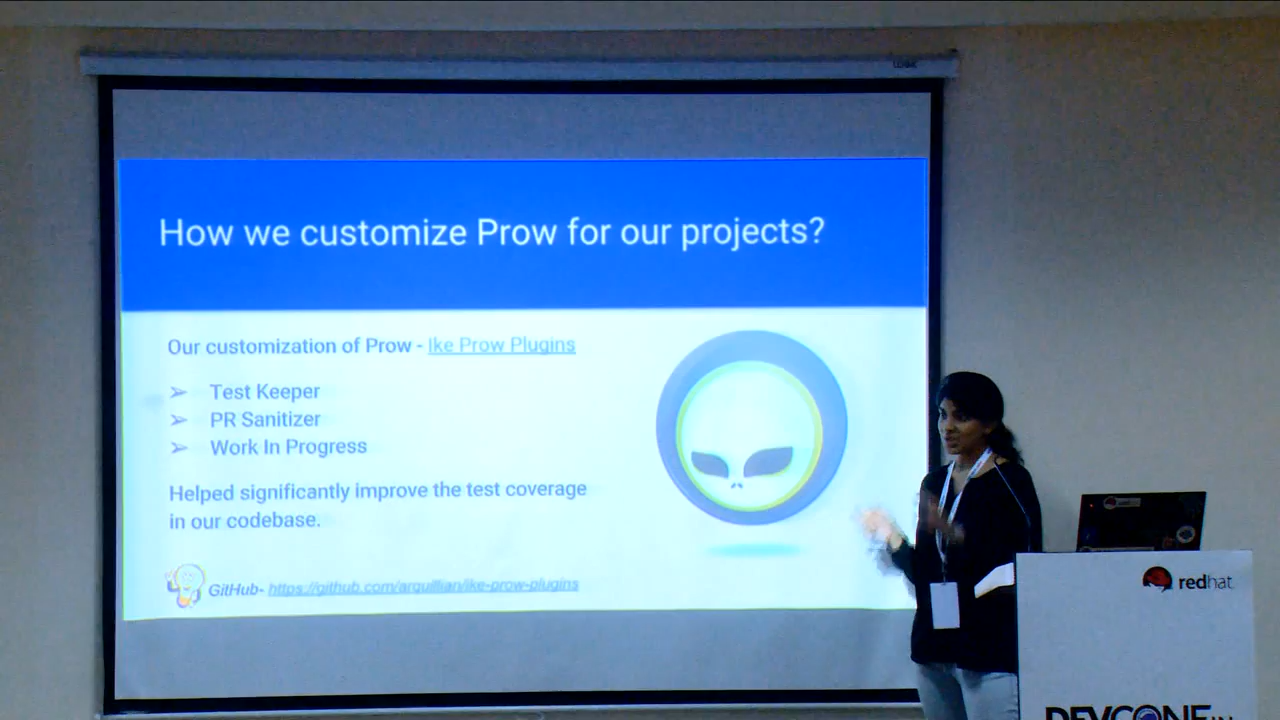 How we customize Prow for our projects?
Our customization of Prow - Ike Prow Plugins
➢ Test Keeper
➢ PR Sanitizer
➢ Work In Progress
Helped significantly improve the test coverage
in our codebase.
GitHub- https://github.com/arquillian/ike-prow-plugins
redhat.
DEVCONF.IN